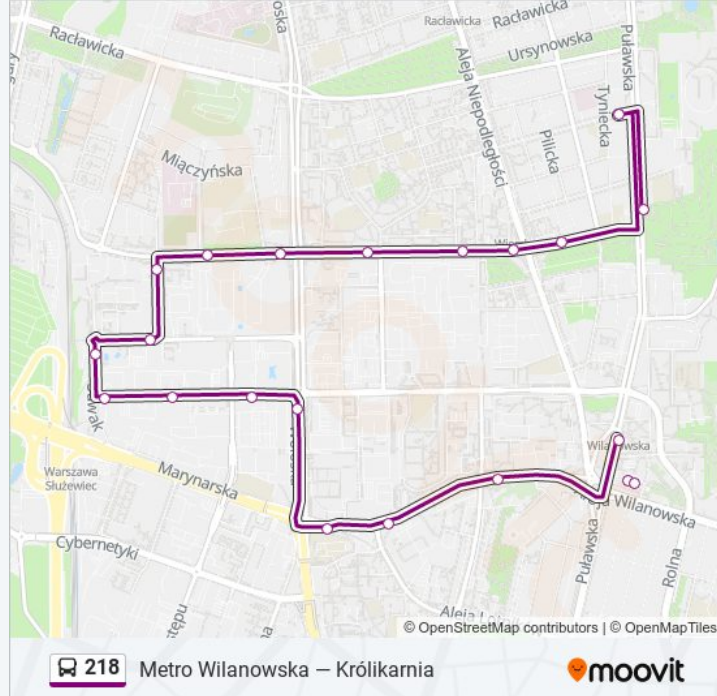 Racławicka
Racławicka
Racławicka
Ursynowska
Puławska
Aleja Niepodległości
Tyniecka
Pilicka
Miączyńska
Wilanowska
Warszawa
Służewiec
Marynarska
Aleja Wilanowska
Cybernetyki
Puławska
Rolna
© OpenStreetMap contributors | © OpenMapTiles
218 Metro Wilanowska — Królikarnia
moovit